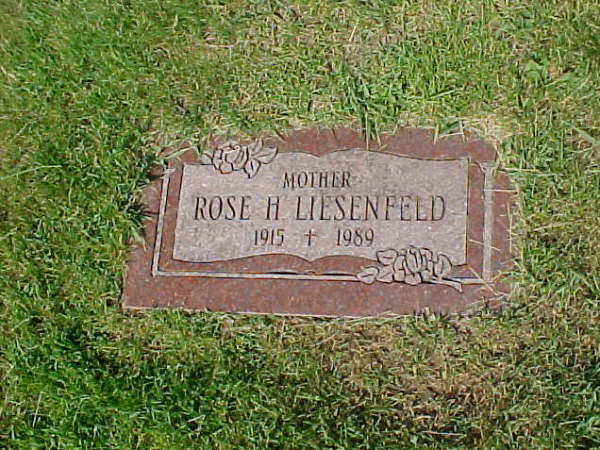 MOTHER
ROSE H. LIESENFELD
1915 ✝ 1989